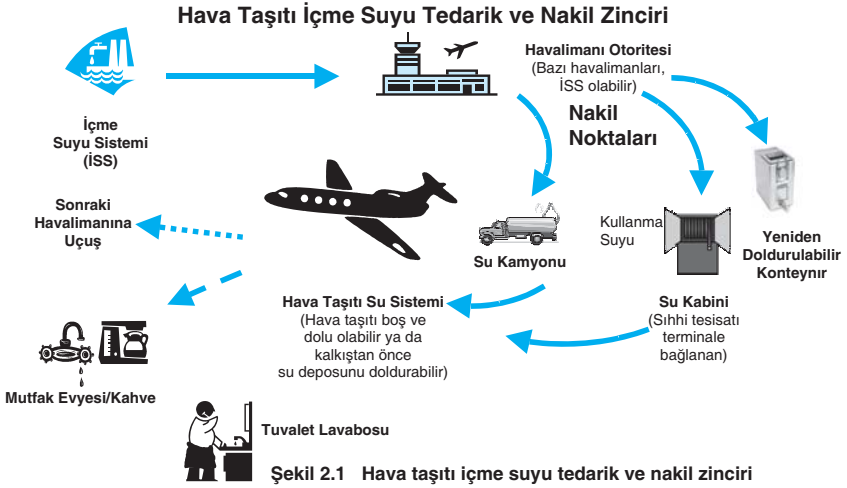 Hava Taşıtı İçme Suyu Tedarik ve Nakil Zinciri
İçme
Suyu Sistemi
(İSS)
Havalimanı Otoritesi
(Bazı havalimanları,
İSS olabilir)
Nakil
Noktaları
Sonraki
Havalimanına
Uçuş
Su Kamyonu
Kullanma
Suyu
Yeniden
Doldurulabilir
Konteynır
Hava Taşıtı Su Sistemi
(Hava taşıtı boş ve
dolu olabilir ya da
kalkıştan önce
su deposunu doldurabilir)
Su Kabini
(Sıhhi tesisatı
terminale
bağlanan)
Mutfak Evyesi/Kahve
Tuvalet Lavabosu
Şekil 2.1 Hava taşıtı içme suyu tedarik ve nakil zinciri